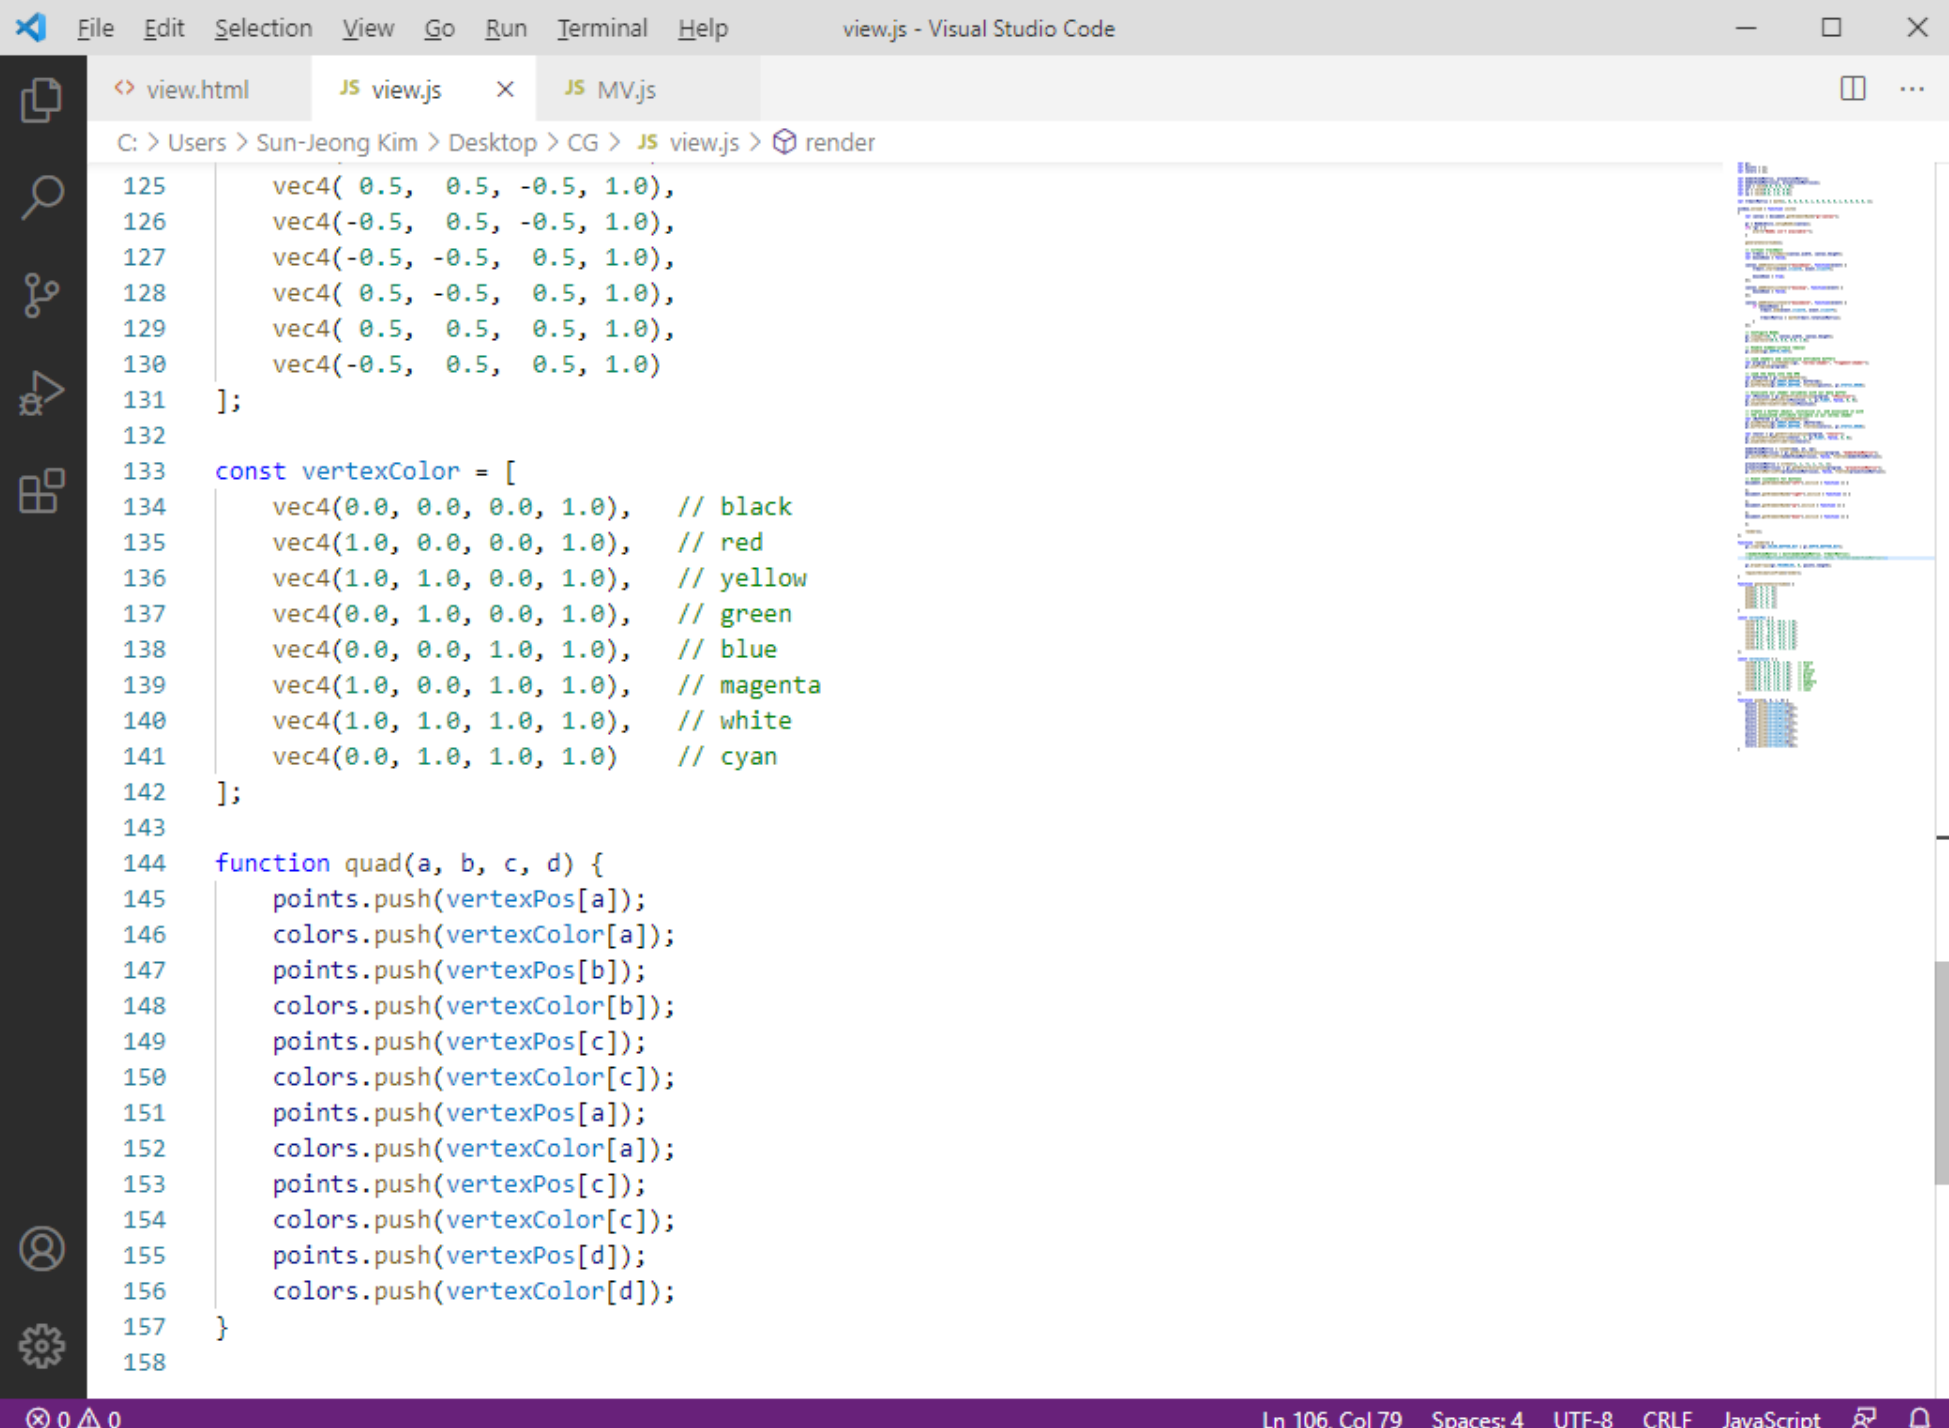 File Edit Selection View Go Run Terminal Help view.js - Visual Studio Code
view.html JS view.js JS MV.js
C: > Users > Sun-Jeong Kim > Desktop > CG > JS view.js > render
125 vec4( 0.5, 0.5, -0.5, 1.0),
126 vec4(-0.5, 0.5, -0.5, 1.0),
127 vec4(-0.5, -0.5, 0.5, 1.0),
128 vec4( 0.5, -0.5, 0.5, 1.0),
129 vec4( 0.5, 0.5, 0.5, 1.0),
130 vec4(-0.5, 0.5, 0.5, 1.0)
131 ];
132
133 const vertexColor = [
134 vec4(0.0, 0.0, 0.0, 1.0), // black
135 vec4(1.0, 0.0, 0.0, 1.0), // red
136 vec4(1.0, 1.0, 0.0, 1.0), // yellow
137 vec4(0.0, 1.0, 0.0, 1.0), // green
138 vec4(0.0, 0.0, 1.0, 1.0), // blue
139 vec4(1.0, 0.0, 1.0, 1.0), // magenta
140 vec4(1.0, 1.0, 1.0, 1.0), // white
141 vec4(0.0, 1.0, 1.0, 1.0) // cyan
142 ];
143
144 function quad(a, b, c, d) {
145 points.push(vertexPos[a]);
146 colors.push(vertexColor[a]);
147 points.push(vertexPos[b]);
148 colors.push(vertexColor[b]);
149 points.push(vertexPos[c]);
150 colors.push(vertexColor[c]);
151 points.push(vertexPos[a]);
152 colors.push(vertexColor[a]);
153 points.push(vertexPos[c]);
154 colors.push(vertexColor[c]);
155 points.push(vertexPos[d]);
156 colors.push(vertexColor[d]);
157 }
158
0 0 Ln 106, Col 79 Spaces: 4 UTF-8 CRLF JavaScript